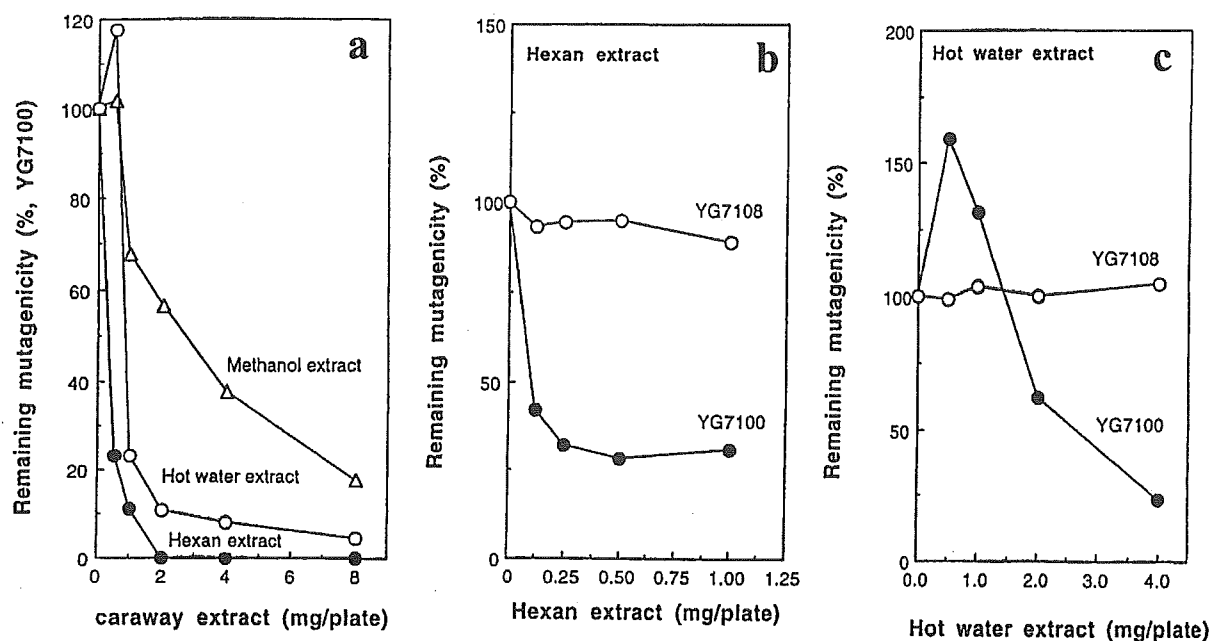 a
120
100
80
60
40
20
0
Remaining mutagenicity (%, YG7100)
Methanol extract
Hot water extract
Hexan extract
0 2 4 6 8
caraway extract (mg/plate)
b
Hexan extract
150
100
50
0
Remaining mutagenicity (%)
YG7108
YG7100
0 0.25 0.50 0.75 1.00 1.25
Hexan extract (mg/plate)
c
Hot water extract
200
150
100
50
0
Remaining mutagenicity (%)
YG7108
YG7100
0.0 1.0 2.0 3.0 4.0
Hot water extract (mg/plate)